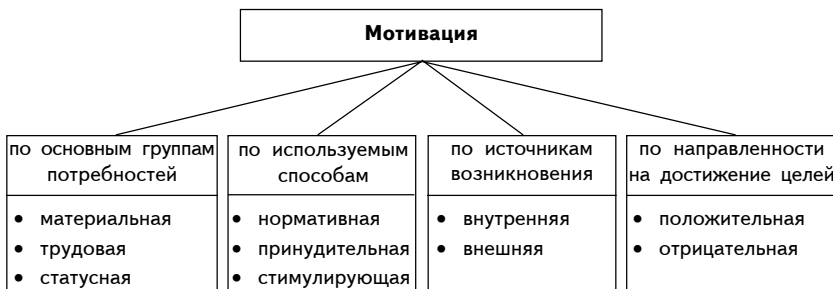 Мотивация
по основным группам
потребностей
• материальная
• трудовая
• статусная
по используемым
способам
• нормативная
• принудительная
• стимулирующая
по источникам
возникновения
• внутренняя
• внешняя
по направленности
на достижение целей
• положительная
• отрицательная